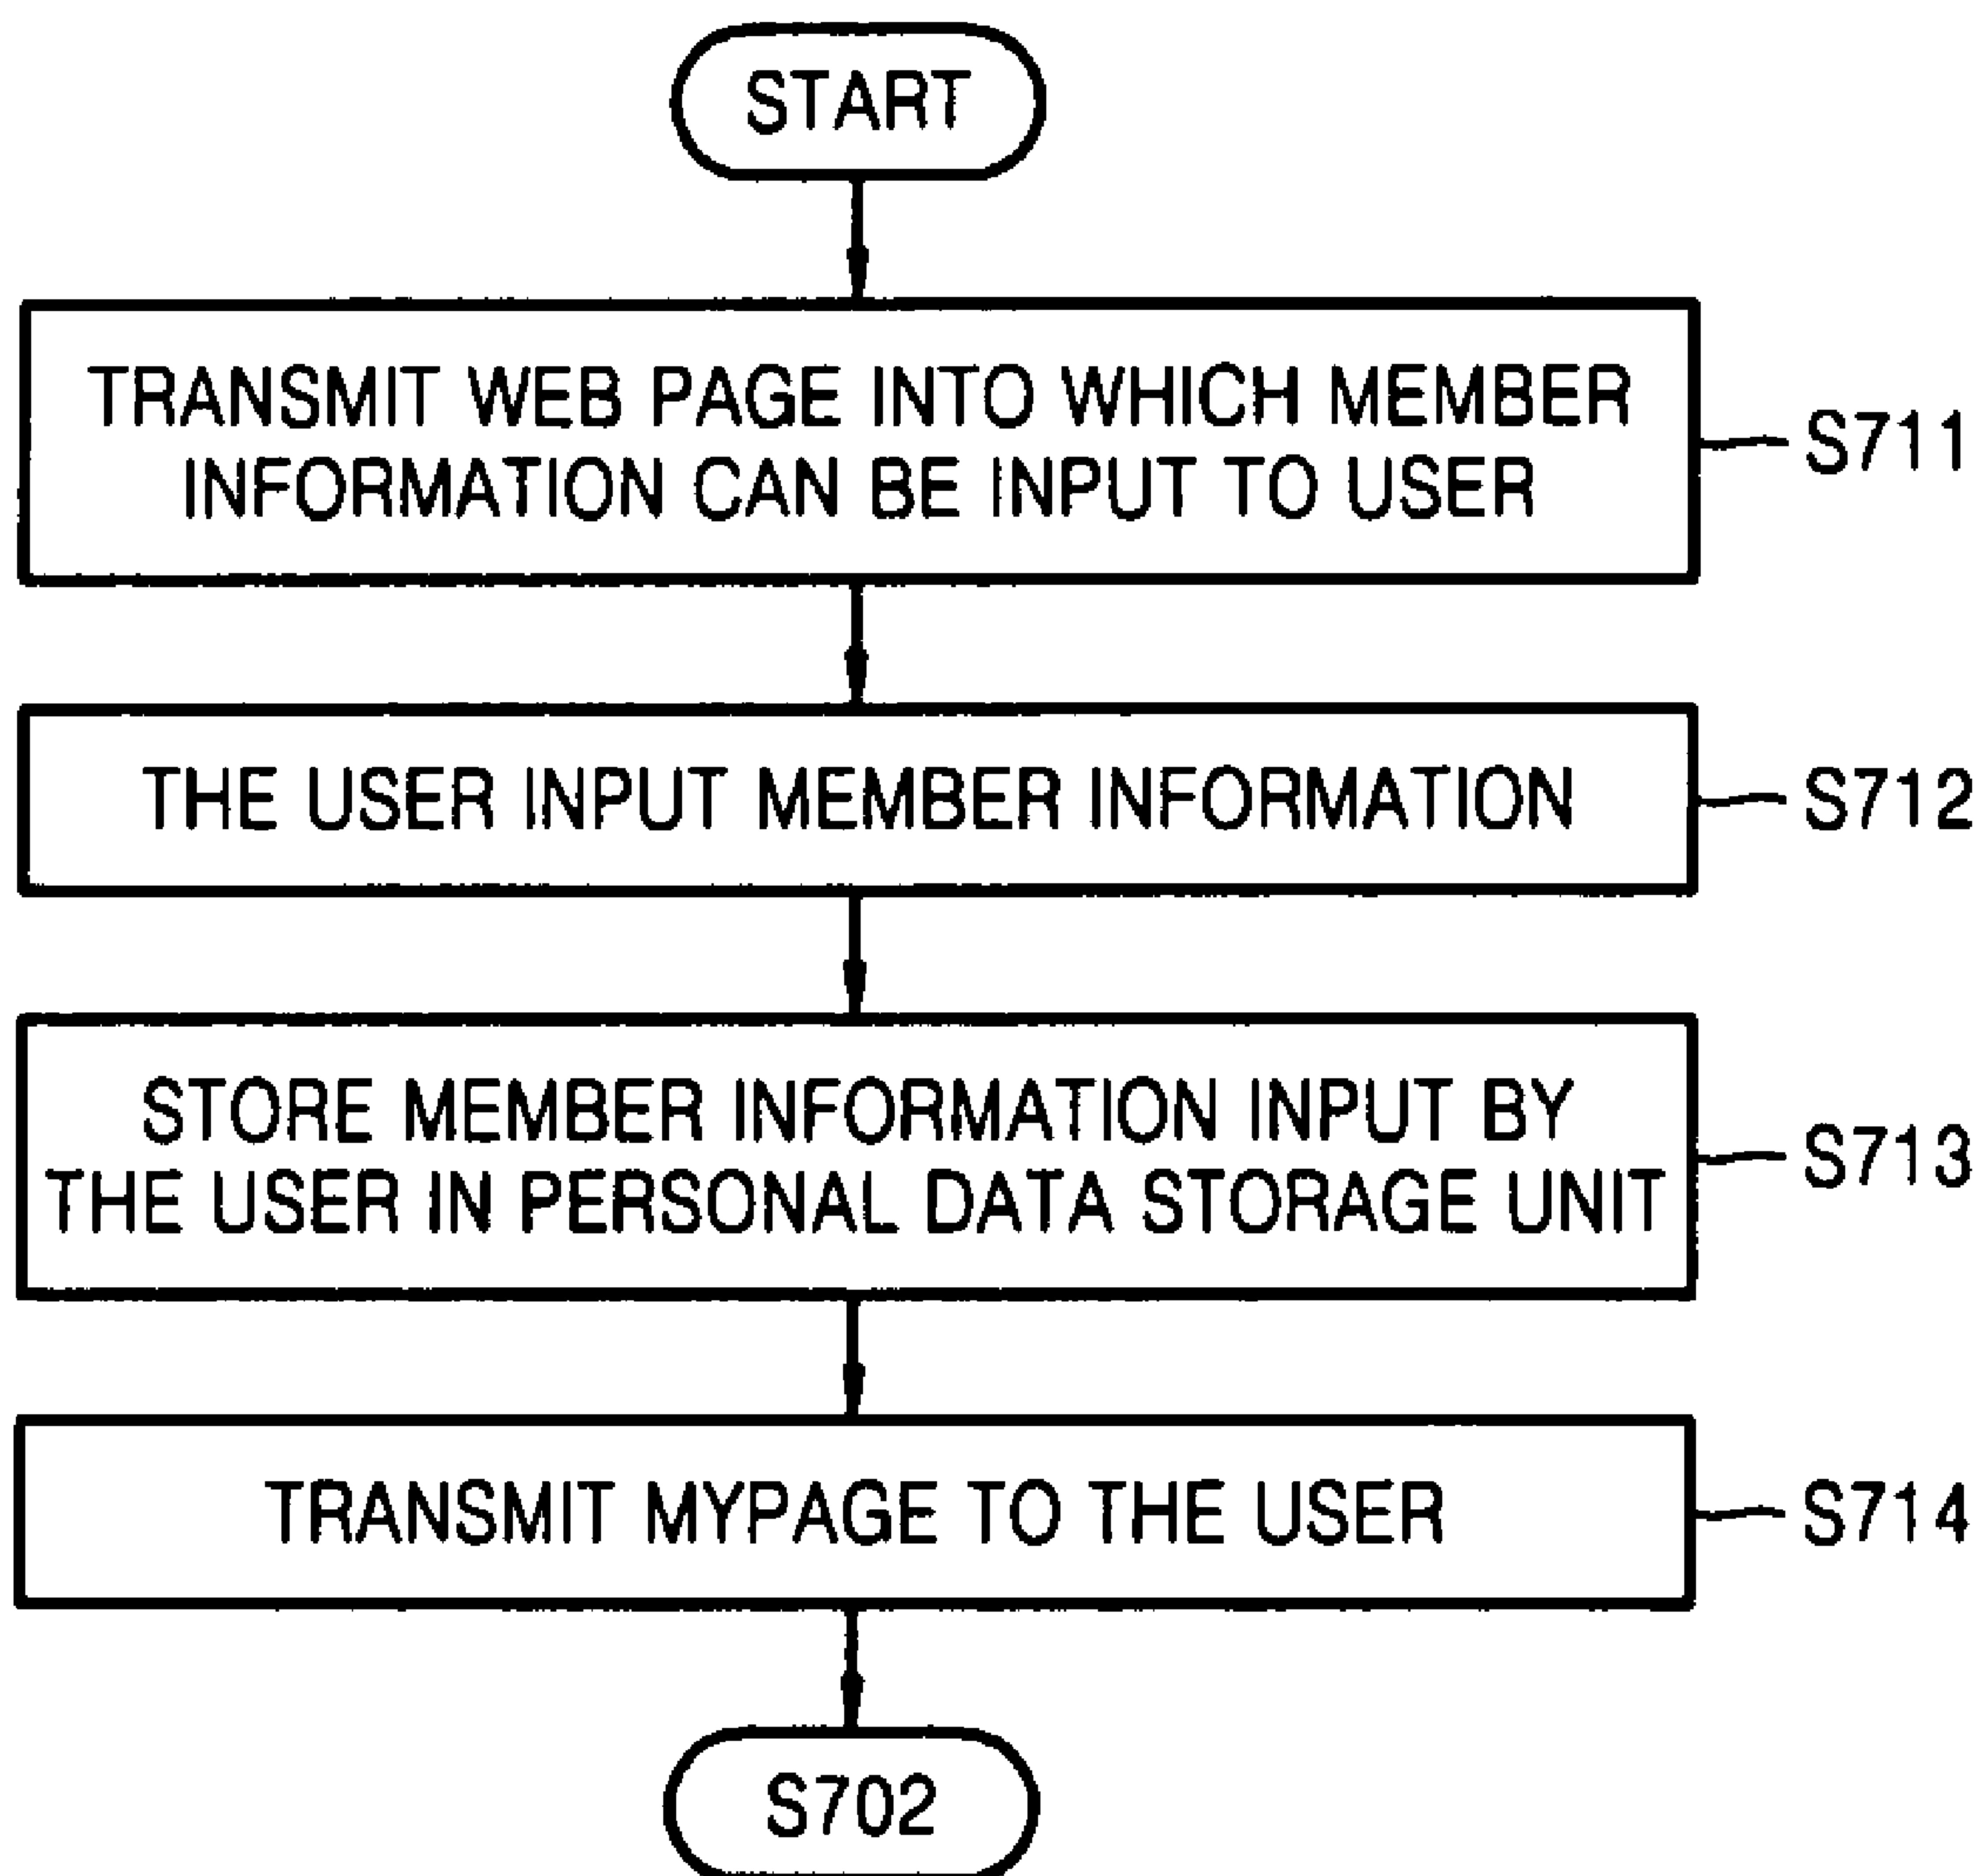 START
TRANSMIT WEB PAGE INTO WHICH MEMBER
INFORMATION CAN BE INPUT TO USER
S711
THE USER INPUT MEMBER INFORMATION
S712
STORE MEMBER INFORMATION INPUT BY
THE USER IN PERSONAL DATA STORAGE UNIT
S713
TRANSMIT MYPAGE TO THE USER
S714
S702